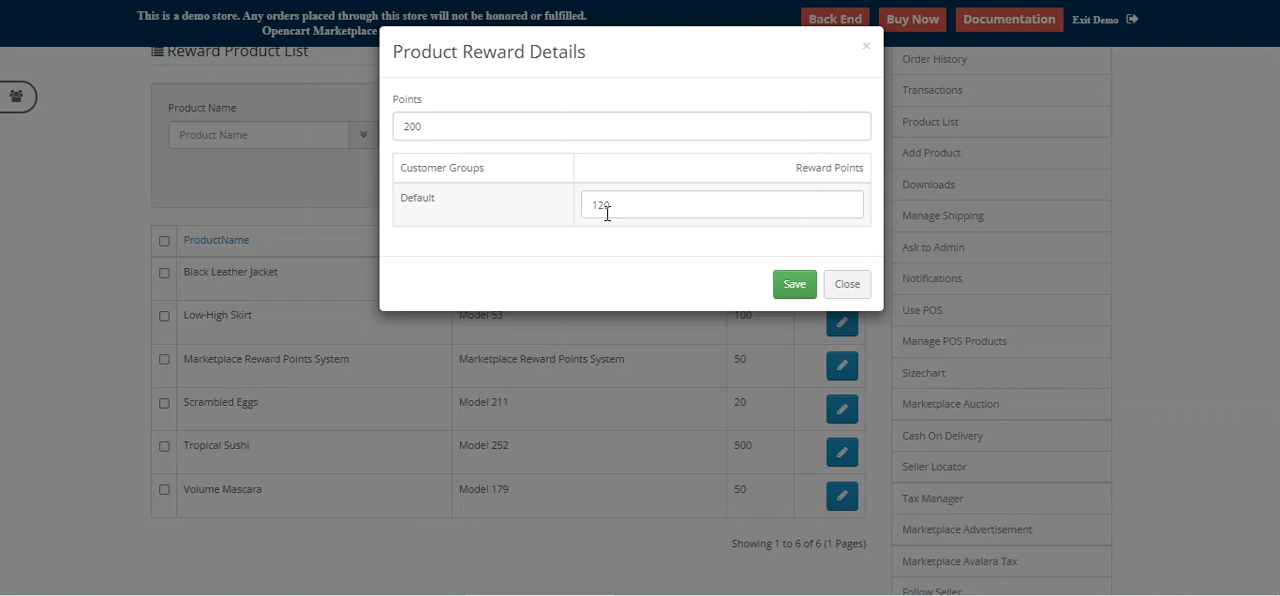 This is a demo store. Any orders placed through this store will not be honored or fulfilled.
Opencart Marketplace
Back End
Buy Now
Documentation
Exit Demo
Reward Product List
Product Name
Product Name
Product Reward Details
×
Points
200
Customer Groups Reward Points
Default 120
Save Close
ProductName
Black Leather Jacket
Low-High Skirt Model 53 100
Marketplace Reward Points System Marketplace Reward Points System 50
Scrambled Eggs Model 211 20
Tropical Sushi Model 252 500
Volume Mascara Model 179 50
Showing 1 to 6 of 6 (1 Pages)
Order History
Transactions
Product List
Add Product
Downloads
Manage Shipping
Ask to Admin
Notifications
Use POS
Manage POS Products
Sizechart
Marketplace Auction
Cash On Delivery
Seller Locator
Tax Manager
Marketplace Advertisement
Marketplace Avalara Tax
Follow Seller